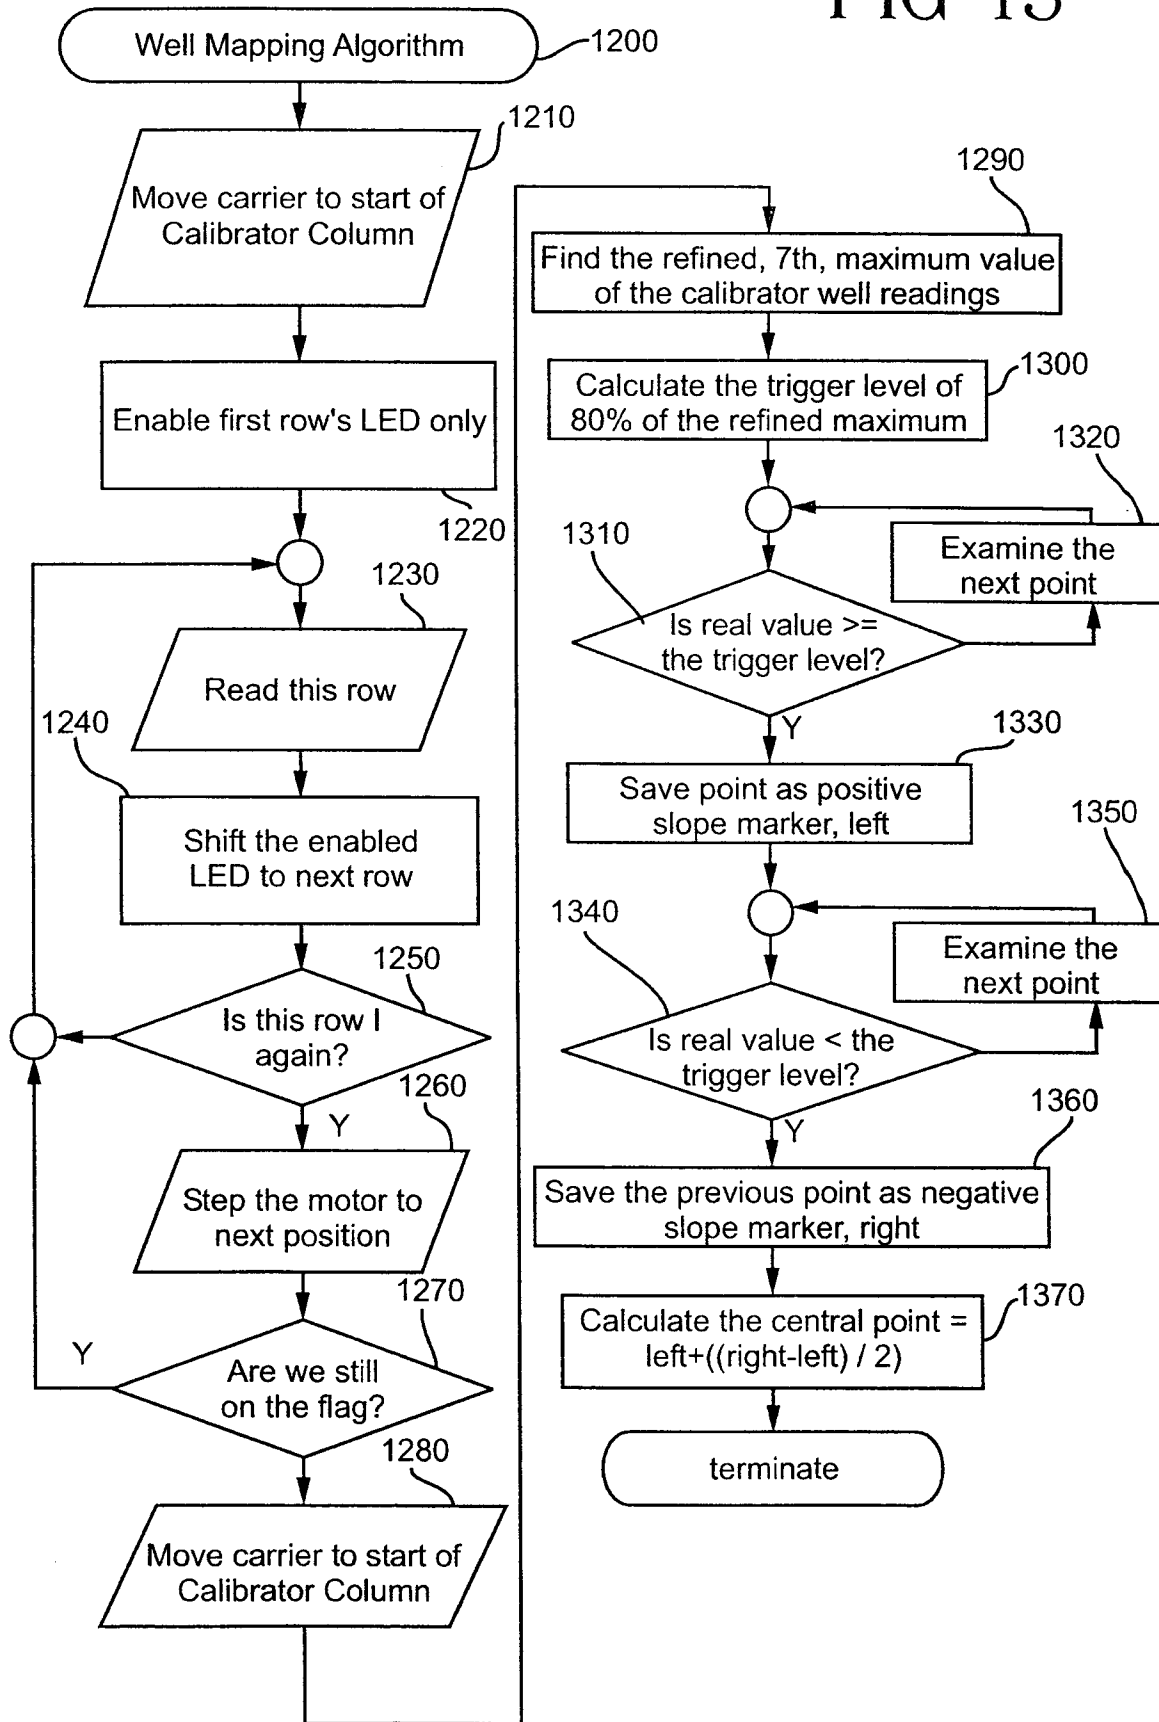 FIG 13
Well Mapping Algorithm
1200
1210
Move carrier to start of
Calibrator Column
Enable first row's LED only
1220
1230
Read this row
1240
Shift the enabled
LED to next row
1250
Is this row I
again?
Y
1260
Step the motor to
next position
1270
Y
Are we still
on the flag?
1280
Move carrier to start of
Calibrator Column
1290
Find the refined, 7th, maximum value
of the calibrator well readings
1300
Calculate the trigger level of
80% of the refined maximum
1320
Examine the
next point
1310
Is real value >=
the trigger level?
Y
1330
Save point as positive
slope marker, left
1350
Examine the
next point
1340
Is real value < the
trigger level?
Y
1360
Save the previous point as negative
slope marker, right
1370
Calculate the central point =
left+((right-left) / 2)
terminate